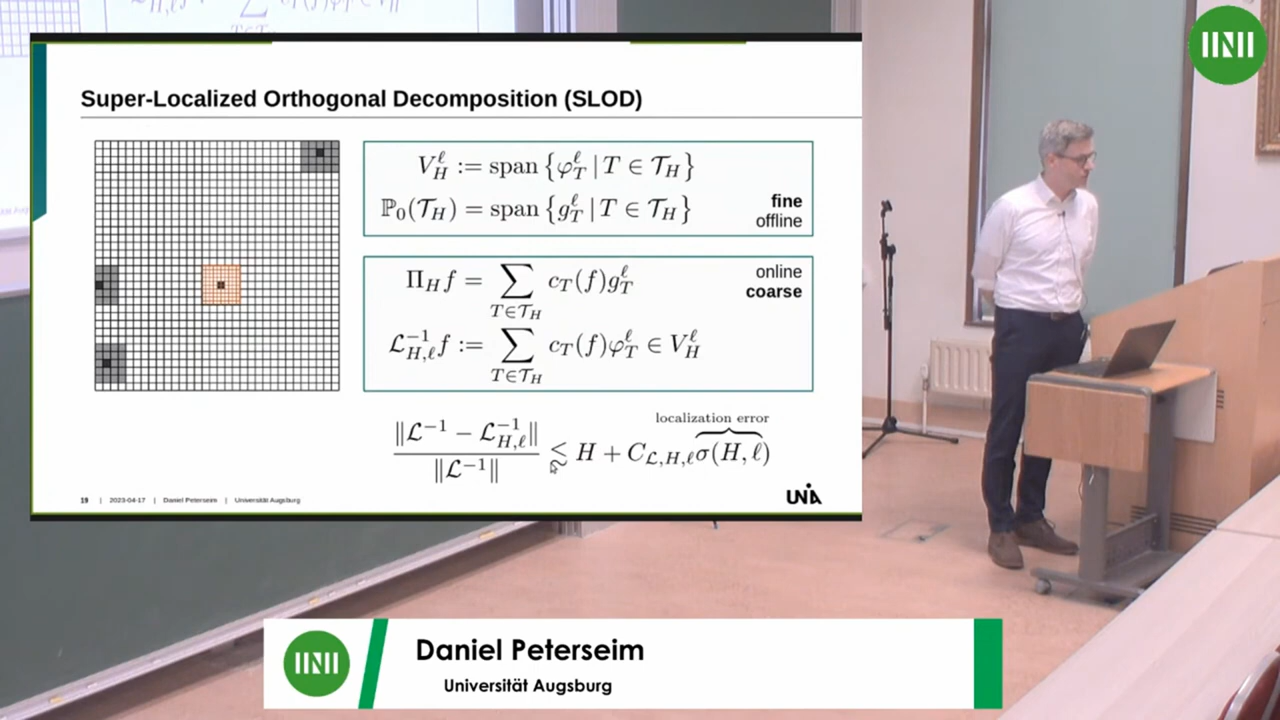 Super-Localized Orthogonal Decomposition (SLOD)
V_H^ℓ := span {φ_T^ℓ | T ∈ 𝒯_H}
ℙ_0(𝒯_H) = span {g_T^ℓ | T ∈ 𝒯_H}
fine
offline
Π_H f = ∑_{T∈𝒯_H} c_T(f)g_T^ℓ
online
coarse
ℒ_{H,ℓ}^{-1} f := ∑_{T∈𝒯_H} c_T(f)φ_T^ℓ ∈ V_H^ℓ
localization error
‖ℒ^{-1} − ℒ_{H,ℓ}^{-1}‖ / ‖ℒ^{-1}‖ ≲ H + C_{ℒ,H,ℓ}σ(H, ℓ)
19 | 2023-04-17 | Daniel Peterseim | Universität Augsburg
UNIA
Daniel Peterseim
Universität Augsburg